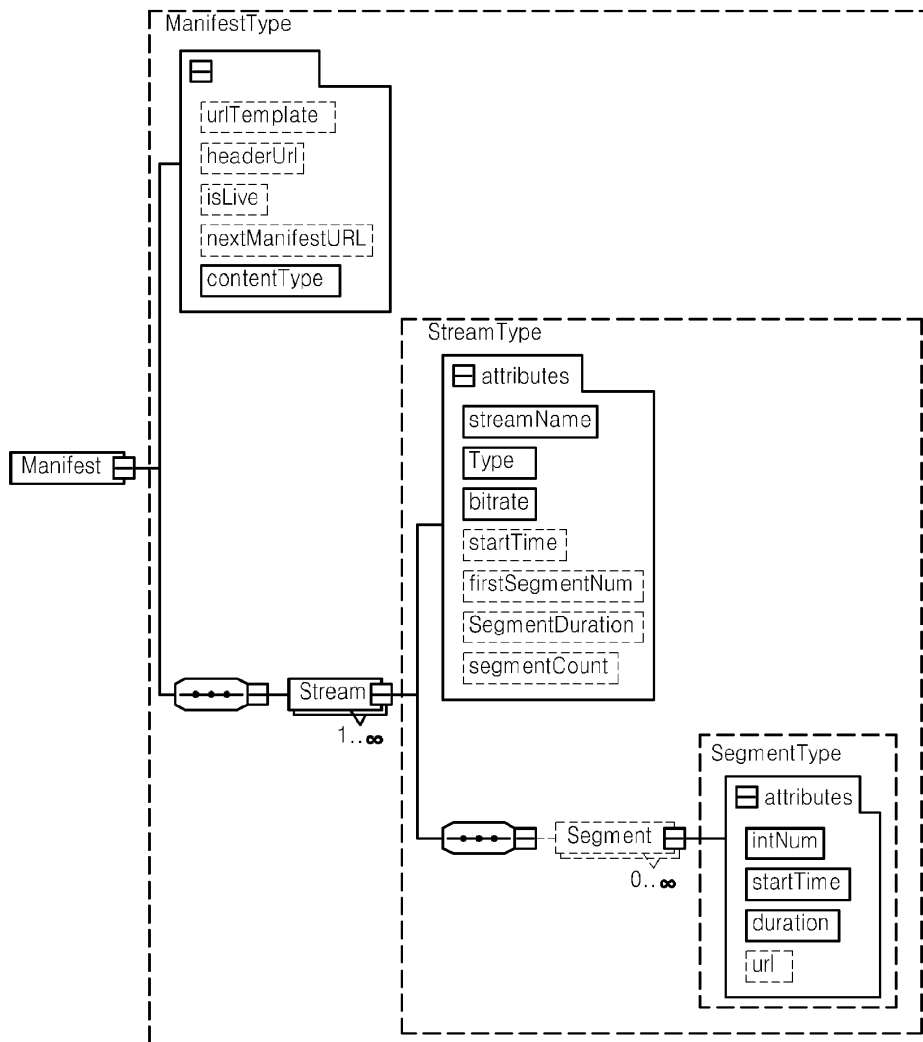 ManifestType
urlTemplate
headerUrl
isLive
nextManifestURL
contentType
StreamType
attributes
streamName
Manifest
Type
bitrate
startTime
firstSegmentNum
SegmentDuration
segmentCount
Stream
1..∞
SegmentType
attributes
Segment
intNum
0..∞
startTime
duration
url